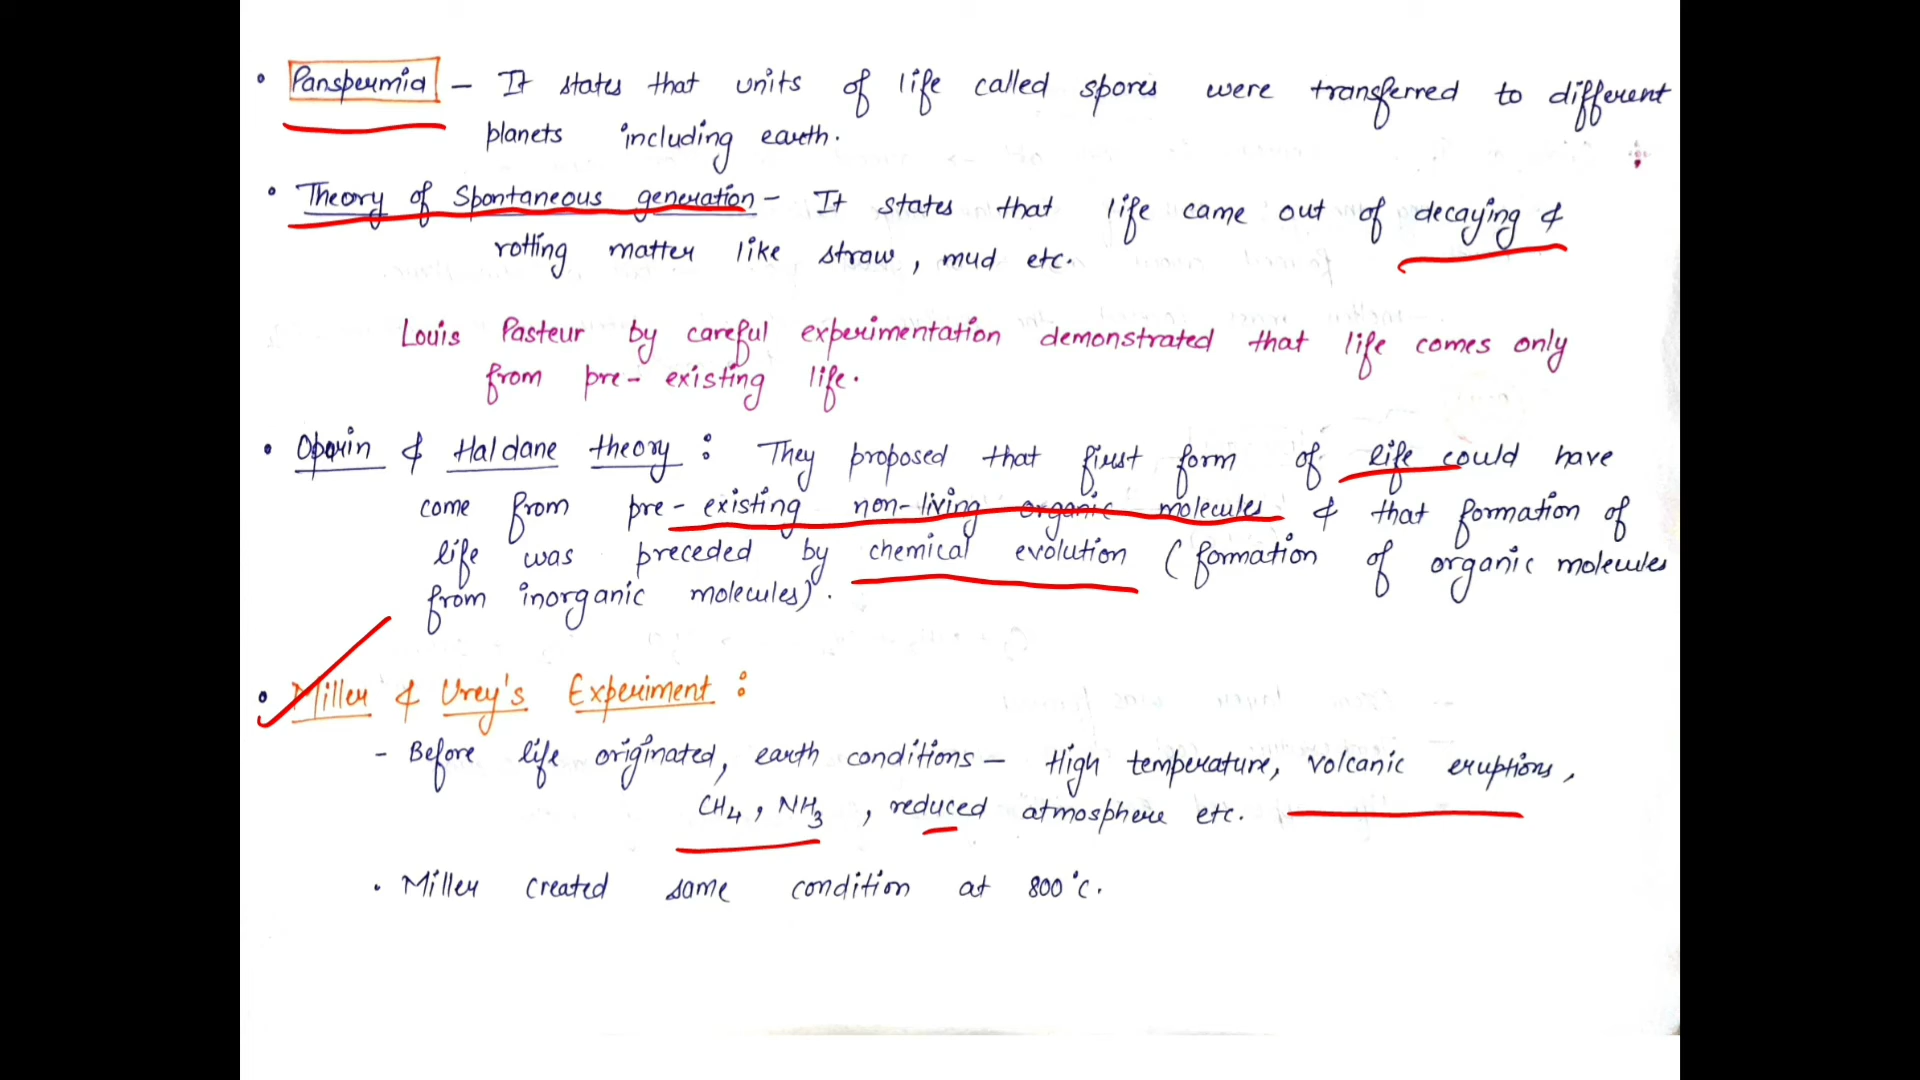 • Panspermia – It states that units of life called spores were transferred to different
planets including earth.
• Theory of Spontaneous generation – It states that life came out of decaying &
rotting matter like straw, mud etc.
Louis Pasteur by careful experimentation demonstrated that life comes only
from pre-existing life.
• Oparin & Haldane theory : They proposed that first form of life could have
come from pre-existing non-living organic molecules & that formation of
life was preceded by chemical evolution (formation of organic molecules
from inorganic molecules).
• Miller & Urey's Experiment :
- Before life originated, earth conditions – High temperature, volcanic eruptions,
CH4, NH3, reduced atmosphere etc.
• Miller created same condition at 800°C.